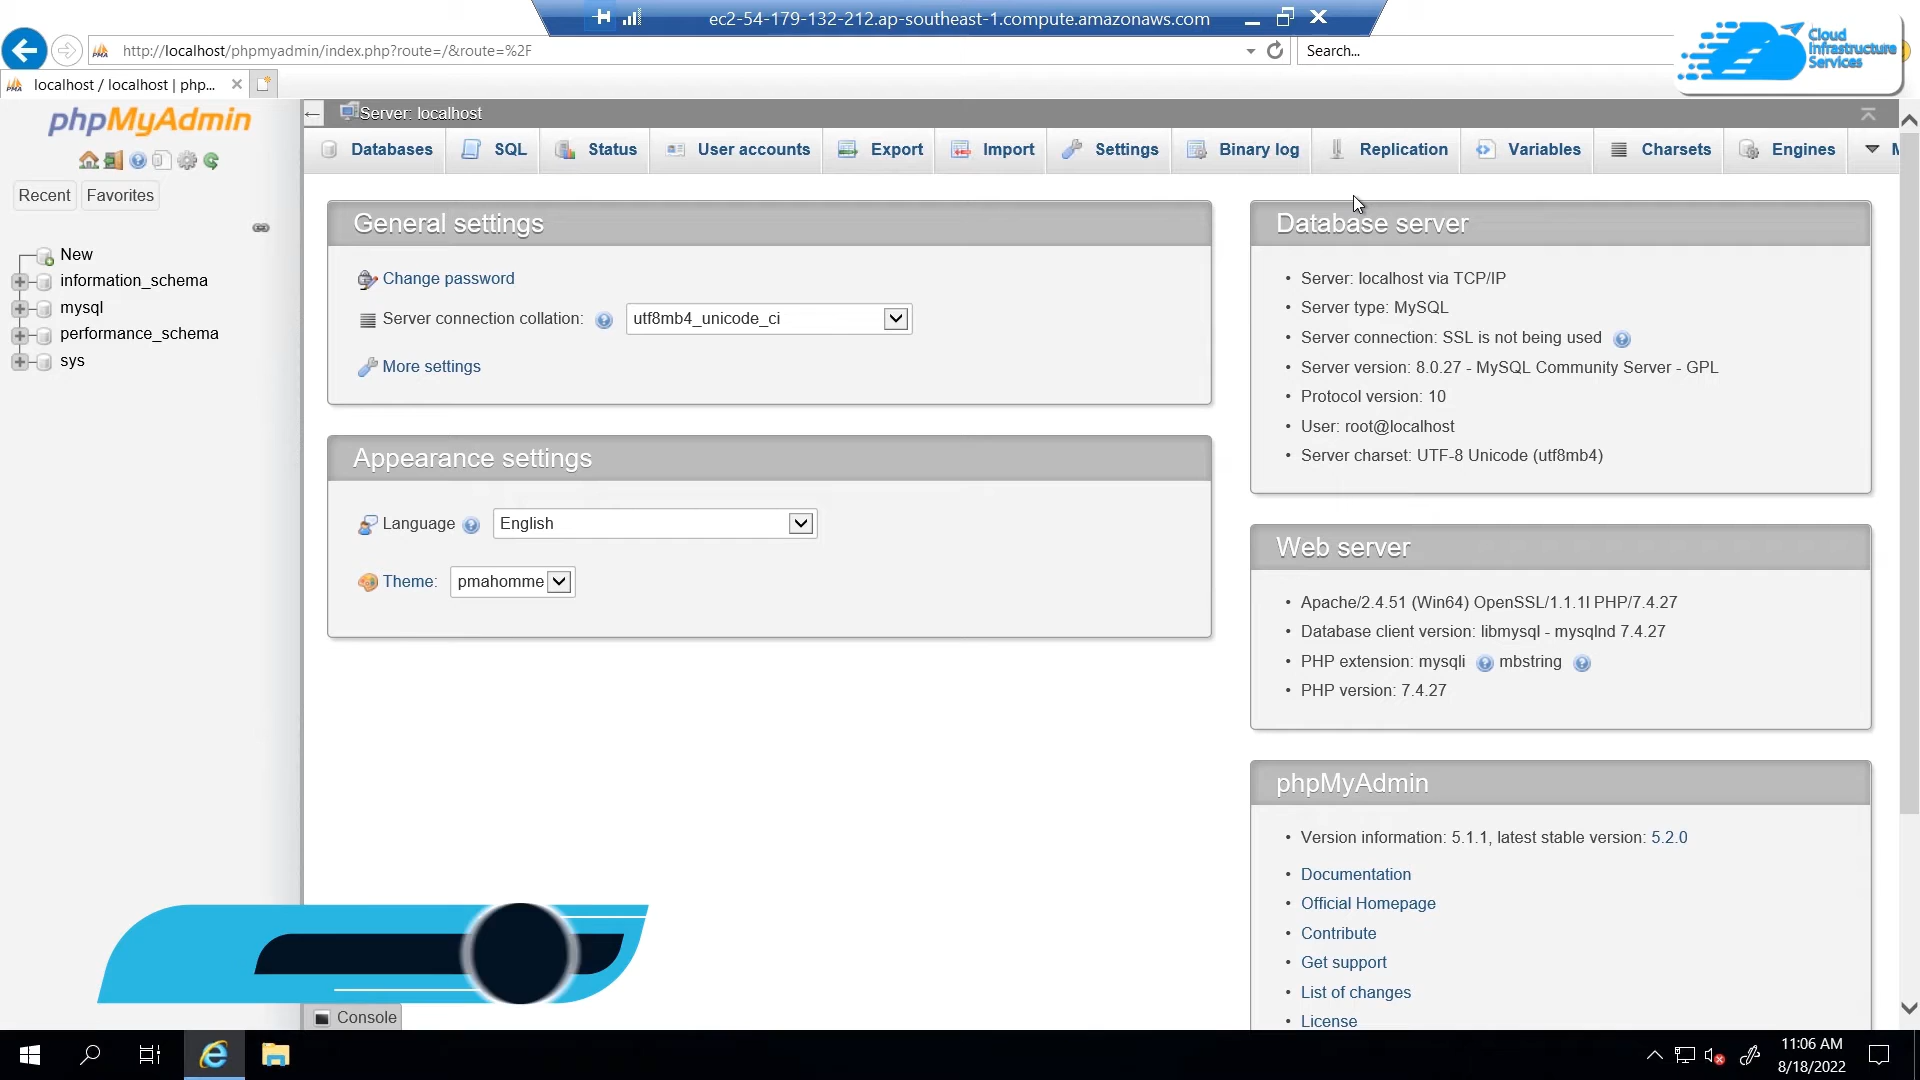 ec2-54-179-132-212.ap-southeast-1.compute.amazonaws.com
http://localhost/phpmyadmin/index.php?route=/&route=%2F
Search...
Cloud
Infrastructure
Services
localhost / localhost | php...
phpMyAdmin
Recent
Favorites
New
information_schema
mysql
performance_schema
sys
Server: localhost
Databases
SQL
Status
User accounts
Export
Import
Settings
Binary log
Replication
Variables
Charsets
Engines
General settings
Change password
Server connection collation:
utf8mb4_unicode_ci
More settings
Appearance settings
Language
English
Theme:
pmahomme
Database server
Server: localhost via TCP/IP
Server type: MySQL
Server connection: SSL is not being used
Server version: 8.0.27 - MySQL Community Server - GPL
Protocol version: 10
User: root@localhost
Server charset: UTF-8 Unicode (utf8mb4)
Web server
Apache/2.4.51 (Win64) OpenSSL/1.1.1l PHP/7.4.27
Database client version: libmysql - mysqlnd 7.4.27
PHP extension: mysqli mbstring
PHP version: 7.4.27
phpMyAdmin
Version information: 5.1.1, latest stable version: 5.2.0
Documentation
Official Homepage
Contribute
Get support
List of changes
License
Console
11:06 AM
8/18/2022